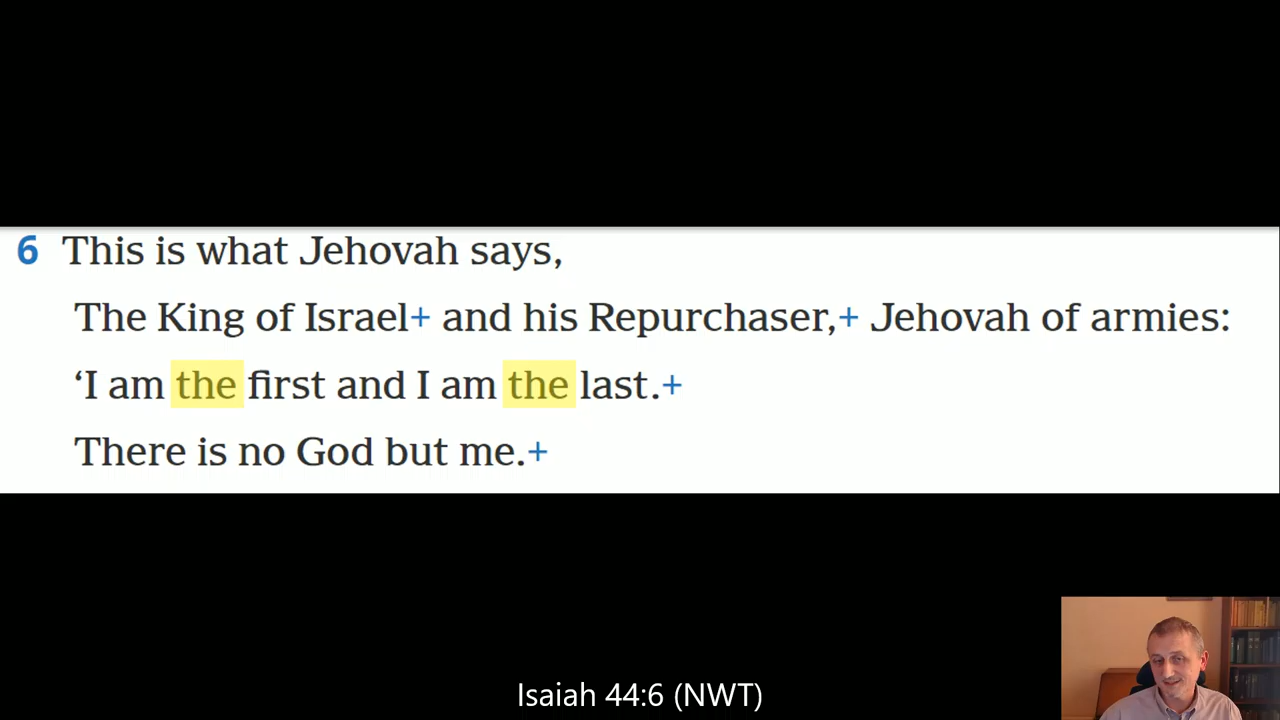 6 This is what Jehovah says,
The King of Israel+ and his Repurchaser,+ Jehovah of armies:
‘I am the first and I am the last.+
There is no God but me.+
Isaiah 44:6 (NWT)